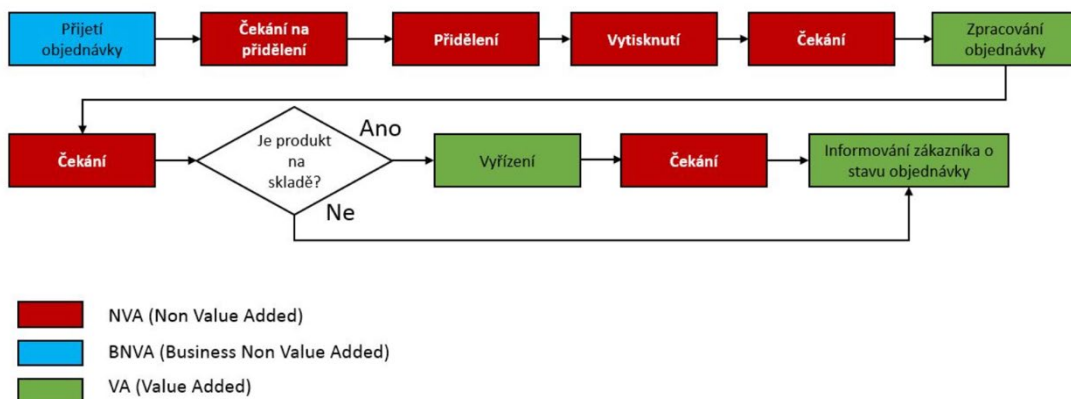 Přijetí
objednávky
Čekání na
přidělení
Přidělení
Vytisknutí
Čekání
Zpracování
objednávky
Čekání
Je produkt
na
skladě?
Ano
Ne
Vyřízení
Čekání
Informování zákazníka o
stavu objednávky
NVA (Non Value Added)
BNVA (Business Non Value Added)
VA (Value Added)